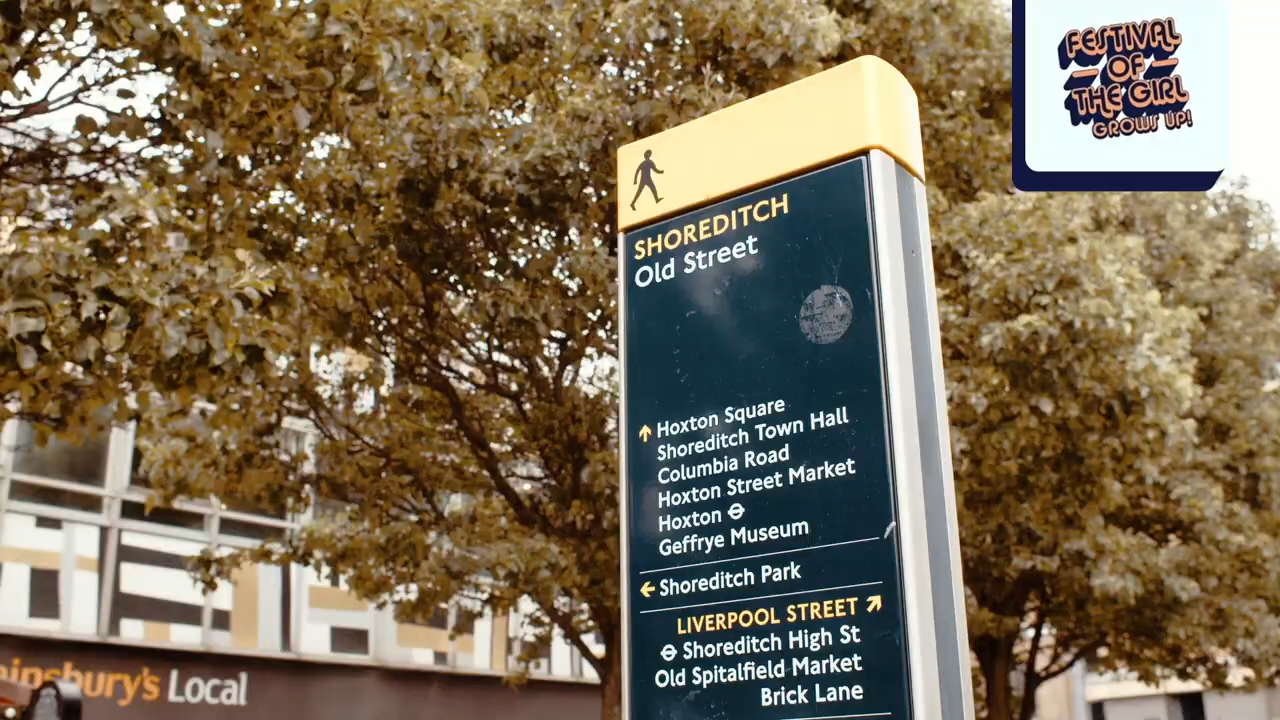 FESTIVAL
OF
THE GIRL
GROWS UP!
SHOREDITCH
Old Street
Hoxton Square
Shoreditch Town Hall
Columbia Road
Hoxton Street Market
Hoxton
Geffrye Museum
Shoreditch Park
LIVERPOOL STREET
Shoreditch High St
Old Spitalfield Market
Brick Lane
ainsbury's Local